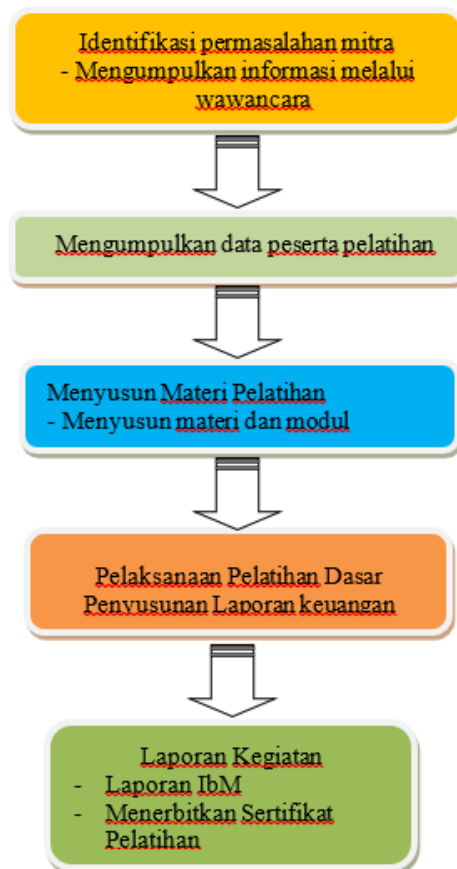 Identifikasi permasalahan mitra
- Mengumpulkan informasi melalui
wawancara
Mengumpulkan data peserta pelatihan
Menyusun Materi Pelatihan
- Menyusun materi dan modul
Pelaksanaan Pelatihan Dasar
Penyusunan Laporan keuangan
Laporan Kegiatan
- Laporan IbM
- Menerbitkan Sertifikat
Pelatihan